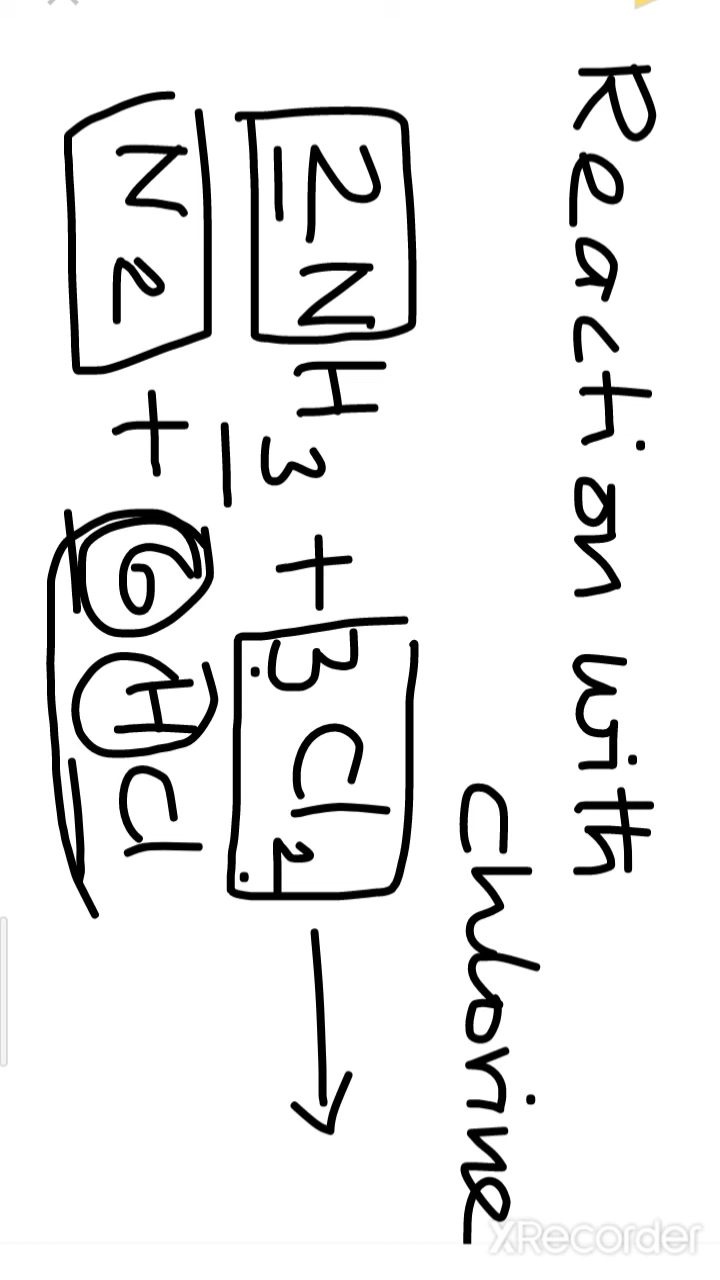 Reaction with
chlorine
2NH3 + 3Cl2 →
N2 + 6HCl
XRecorder